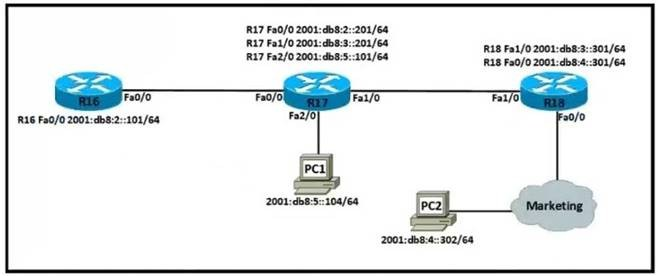 R17 Fa0/0 2001:db8:2::201/64
R17 Fa1/0 2001:db8:3::201/64
R17 Fa2/0 2001:db8:5::101/64
R18 Fa1/0 2001:db8:3::301/64
R18 Fa0/0 2001:db8:4::301/64
R16
Fa0/0
Fa0/0
R17
Fa1/0
Fa1/0
R18
R16 Fa0/0 2001:db8:2::101/64
Fa2/0
Fa0/0
PC1
2001:db8:5::104/64
PC2
Marketing
2001:db8:4::302/64